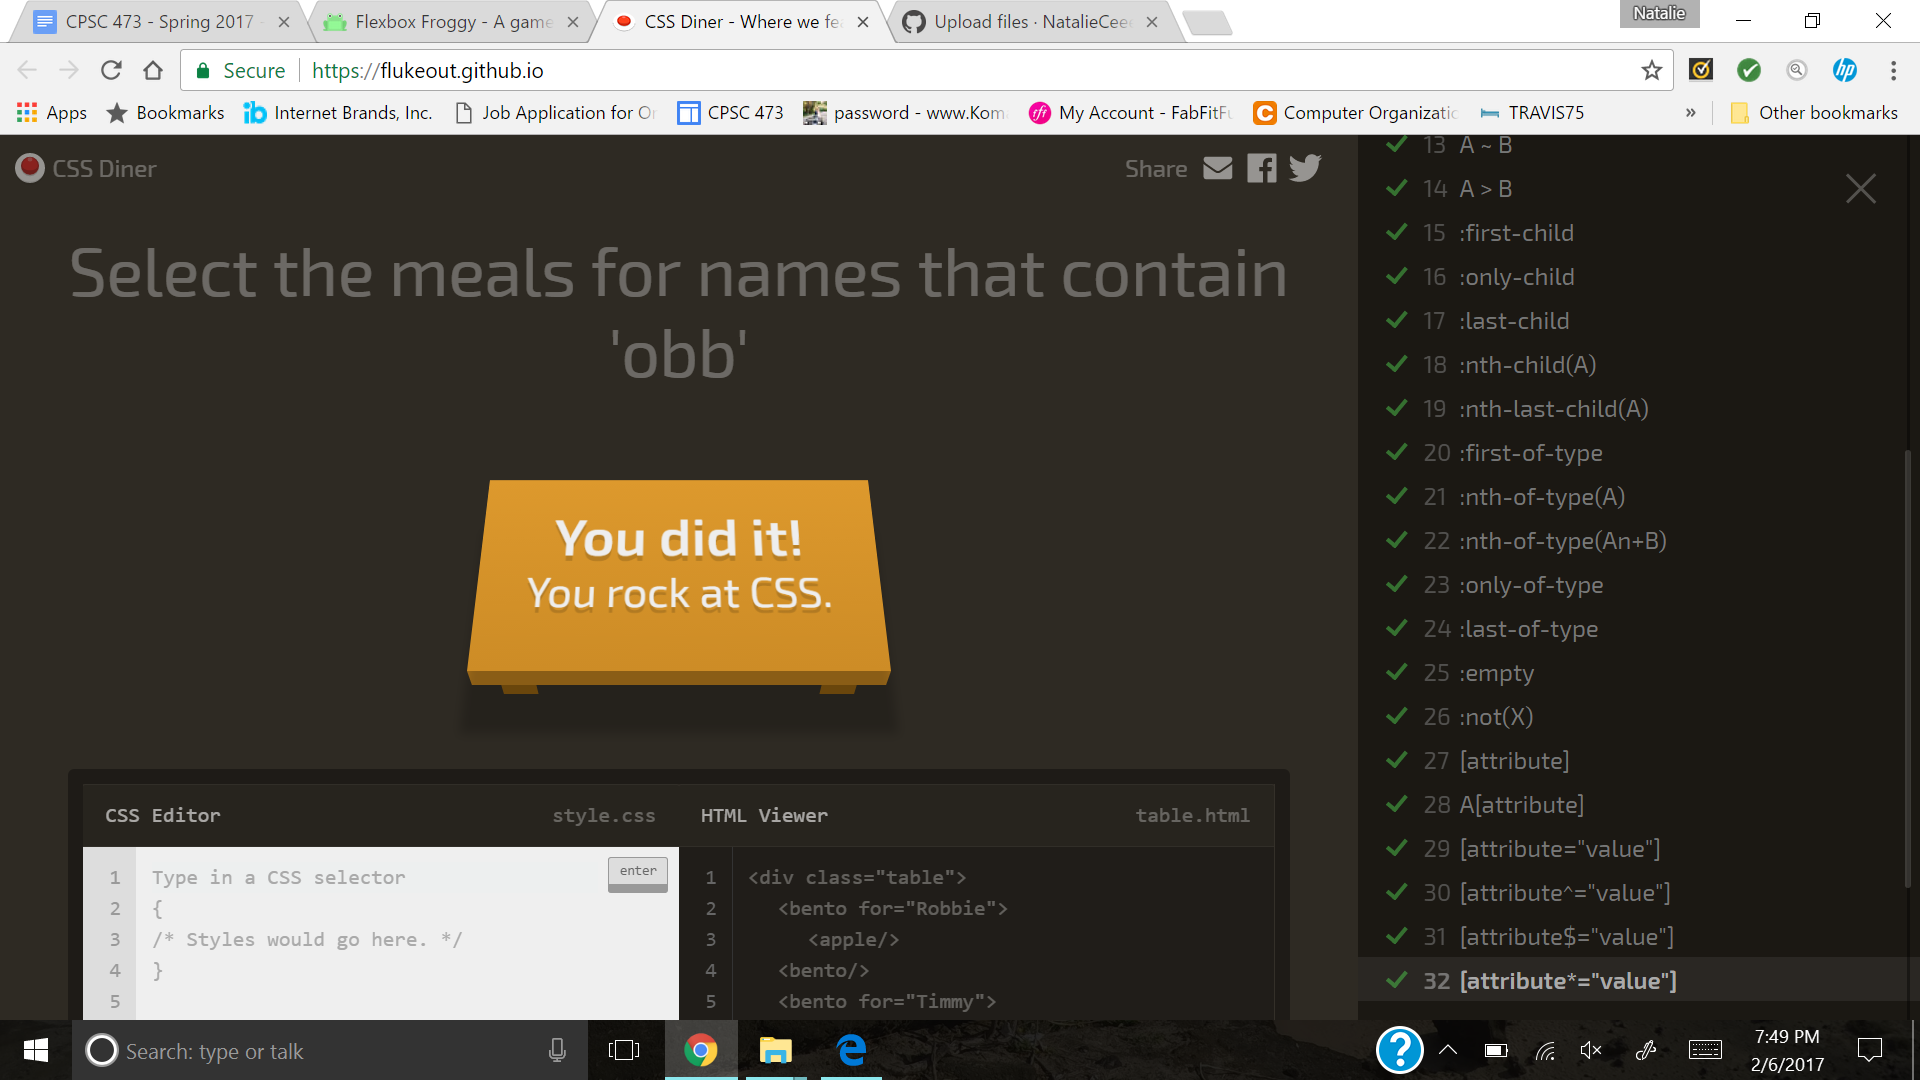 CPSC 473 - Spring 2017
Flexbox Froggy - A game
CSS Diner - Where we fe
Upload files · NatalieCee
Natalie
Secure
https://flukeout.github.io
Apps
Bookmarks
Internet Brands, Inc.
Job Application for O
CPSC 473
password - www.Kom
My Account - FabFitFu
Computer Organizatio
TRAVIS75
»
Other bookmarks
CSS Diner
Share
Select the meals for names that contain
'obb'
You did it!
You rock at CSS.
CSS Editor
style.css
HTML Viewer
table.html
1 Type in a CSS selector
enter
2 {
3 /* Styles would go here. */
4 }
5
1 <div class="table">
2 <bento for="Robbie">
3 <apple/>
4 <bento/>
5 <bento for="Timmy">
13 A ~ B
14 A > B
15 :first-child
16 :only-child
17 :last-child
18 :nth-child(A)
19 :nth-last-child(A)
20 :first-of-type
21 :nth-of-type(A)
22 :nth-of-type(An+B)
23 :only-of-type
24 :last-of-type
25 :empty
26 :not(X)
27 [attribute]
28 A[attribute]
29 [attribute="value"]
30 [attribute^="value"]
31 [attribute$="value"]
32 [attribute*="value"]
Search: type or talk
7:49 PM
2/6/2017